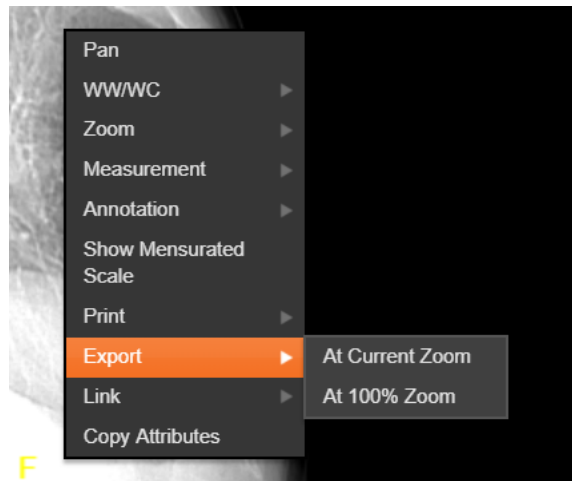 Pan
WW/WC
Zoom
Measurement
Annotation
Show Mensurated
Scale
Print
Export
At Current Zoom
Link
At 100% Zoom
Copy Attributes
F